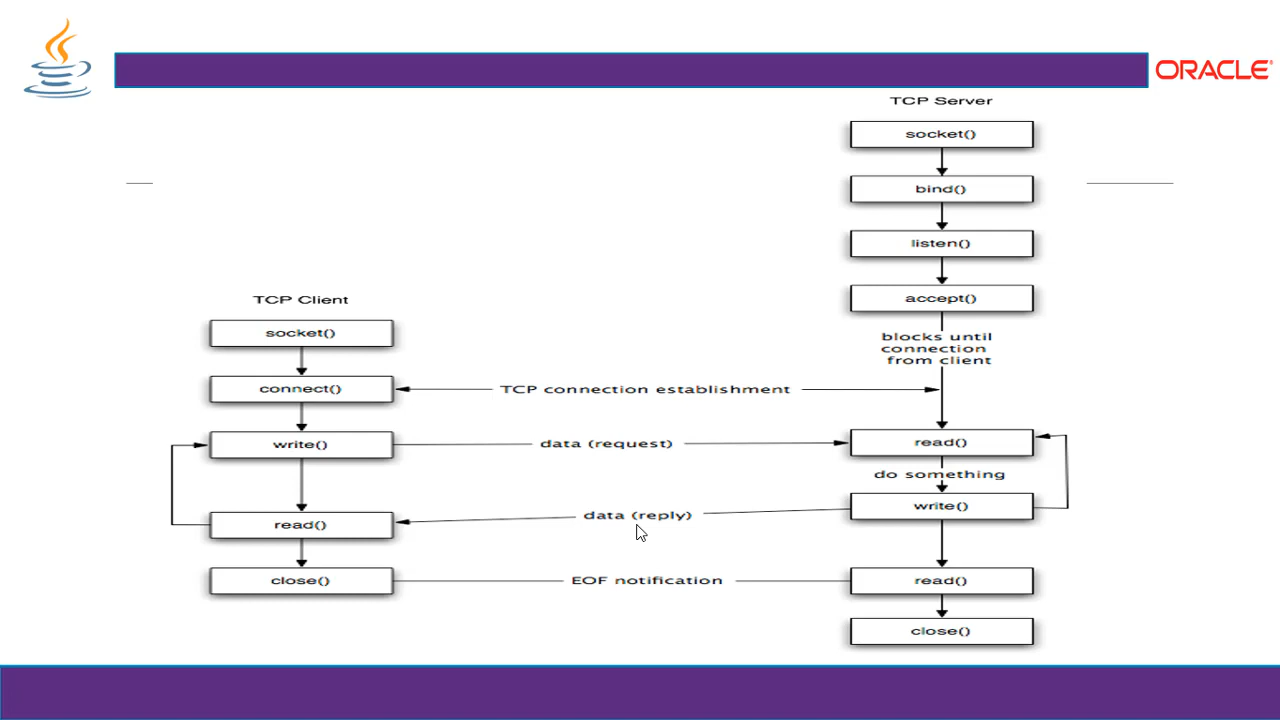 ORACLE
TCP Server
socket()
bind()
listen()
accept()
blocks until
connection
from client
TCP Client
socket()
connect()
TCP connection establishment
write()
data (request)
read()
do something
write()
data (reply)
read()
close()
EOF notification
read()
close()